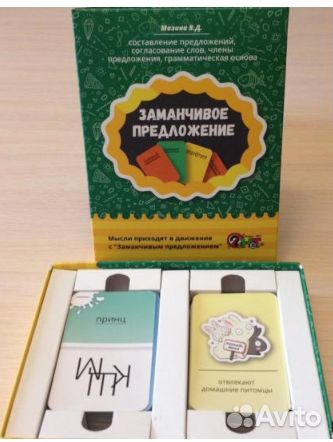 Мазина В.Д.
составление предложений,
согласование слов, члены
предложения, грамматическая основа
ЗАМАНЧИВОЕ
ПРЕДЛОЖЕНИЕ
Мысли приходят в движение
с "Заманчивым предложением"
принц
отвлекают
домашние питомцы
Avito